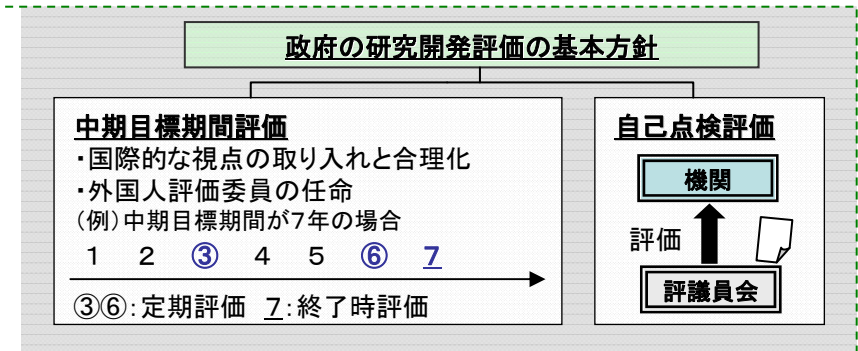 政府の研究開発評価の基本方針
中期目標期間評価
・国際的な視点の取り入れと合理化
・外国人評価委員の任命
(例)中期目標期間が7年の場合
1 2 ③ 4 5 ⑥ 7
③⑥:定期評価 7:終了時評価
自己点検評価
機関
評価
評議員会